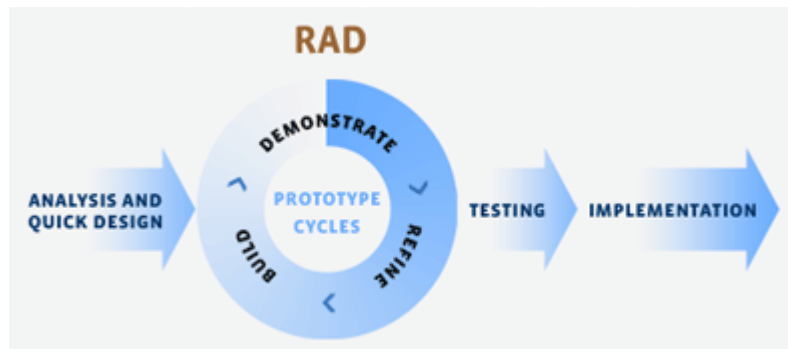 RAD
ANALYSIS AND
QUICK DESIGN
DEMONSTRATE
REFINE
BUILD
PROTOTYPE
CYCLES
TESTING
IMPLEMENTATION